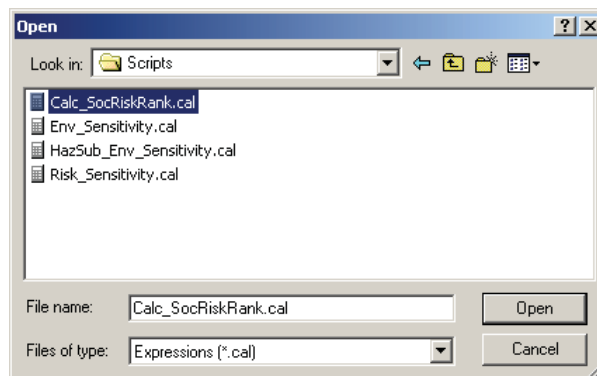 Open
Look in: Scripts
Calc_SocRiskRank.cal
Env_Sensitivity.cal
HazSub_Env_Sensitivity.cal
Risk_Sensitivity.cal
File name: Calc_SocRiskRank.cal Open
Files of type: Expressions (*.cal) Cancel